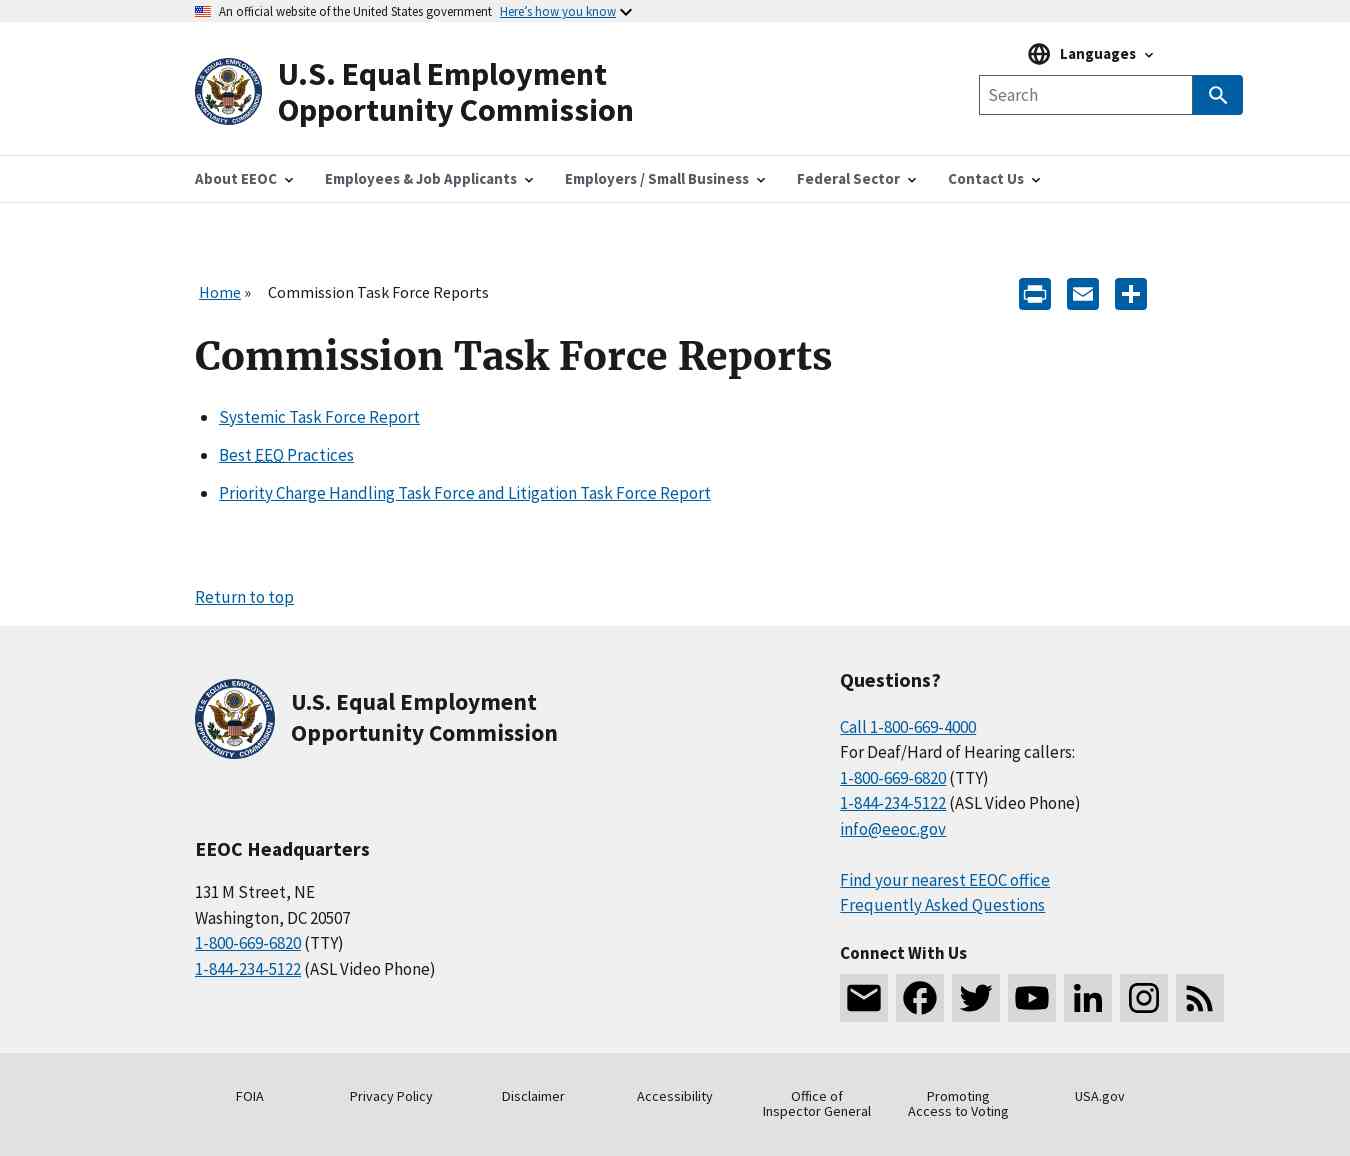 An official website of the United States government Here's how you know
U.S. Equal Employment
Opportunity Commission
Languages
Search
About EEOC
Employees & Job Applicants
Employers / Small Business
Federal Sector
Contact Us
Home » Commission Task Force Reports
Commission Task Force Reports
Systemic Task Force Report
Best EEO Practices
Priority Charge Handling Task Force and Litigation Task Force Report
Return to top
U.S. Equal Employment
Opportunity Commission
EEOC Headquarters
131 M Street, NE
Washington, DC 20507
1-800-669-6820 (TTY)
1-844-234-5122 (ASL Video Phone)
Questions?
Call 1-800-669-4000
For Deaf/Hard of Hearing callers:
1-800-669-6820 (TTY)
1-844-234-5122 (ASL Video Phone)
info@eeoc.gov
Find your nearest EEOC office
Frequently Asked Questions
Connect With Us
FOIA
Privacy Policy
Disclaimer
Accessibility
Office of
Inspector General
Promoting
Access to Voting
USA.gov